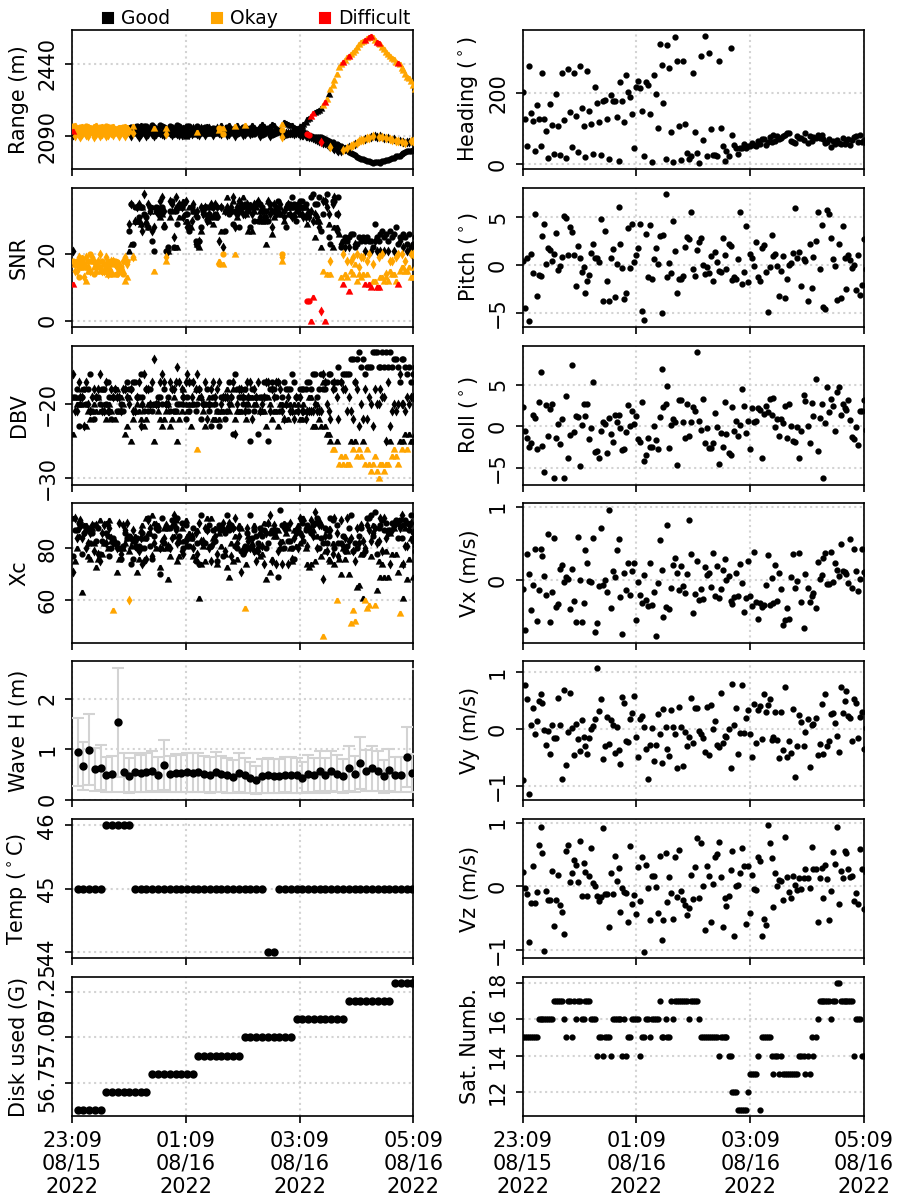 Good Okay Difficult
Range (m)
2440
2090
Heading (°)
200
0
SNR
20
0
Pitch (°)
5
0
−5
DBV
−20
−30
Roll (°)
5
0
−5
Xc
80
60
Vx (m/s)
1
0
Wave H (m)
2
1
0
Vy (m/s)
1
0
−1
Temp (°C)
46
45
44
Vz (m/s)
1
0
−1
Disk used (G)
57.25
57.00
56.75
Sat. Numb.
18
16
14
12
23:09 01:09 03:09 05:09 23:09 01:09 03:09 05:09
08/15 08/16 08/16 08/16 08/15 08/16 08/16 08/16
2022 2022 2022 2022 2022 2022 2022 2022